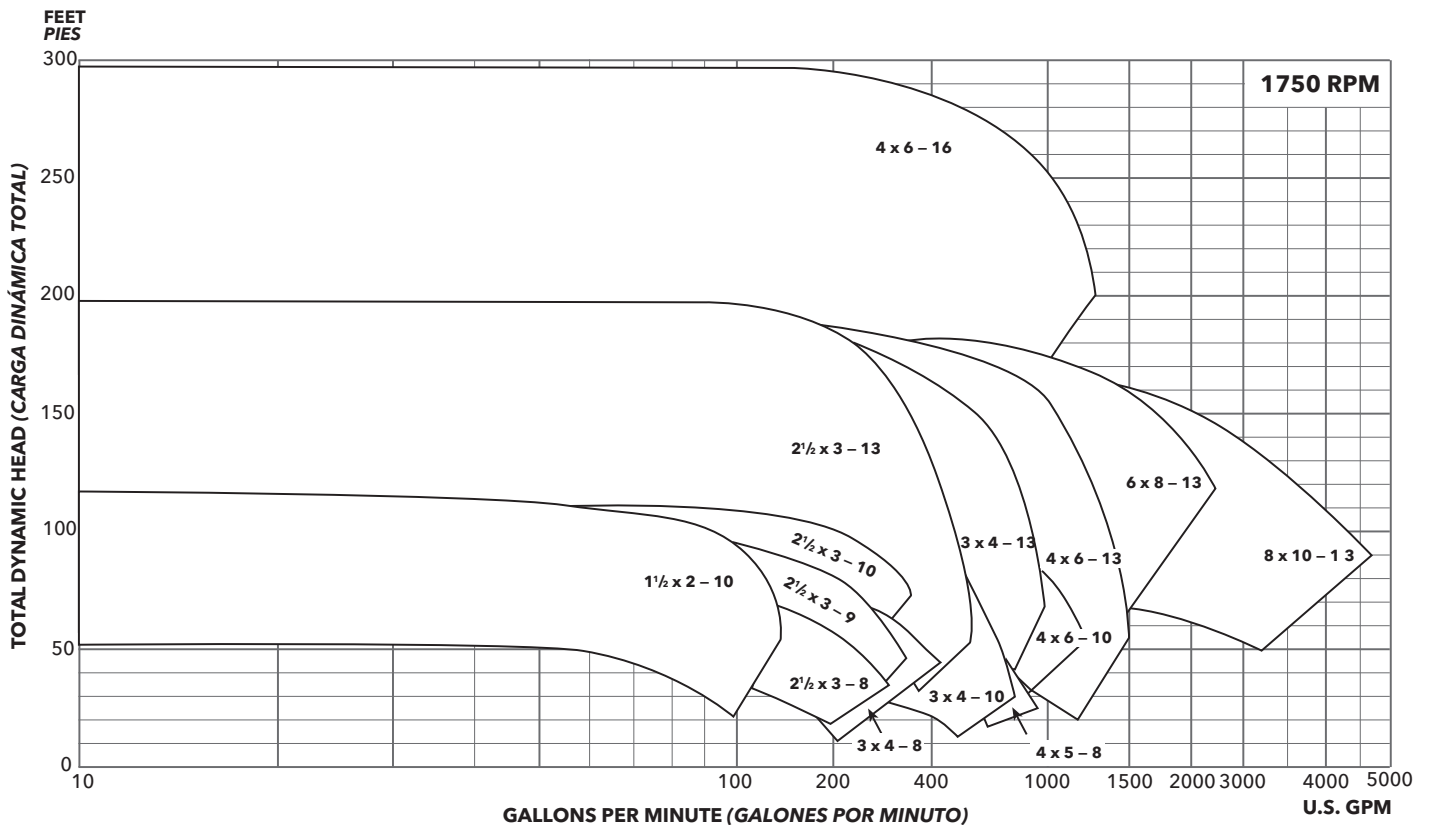 FEET
PIES
300
1750 RPM
4 x 6 – 16
250
200
150
2½ x 3 – 13
6 x 8 – 13
100
2½ x 3 – 10
3 x 4 – 13
4 x 6 – 13
8 x 10 – 1 3
1½ x 2 – 10
2½ x 3 – 9
50
4 x 6 – 10
2½ x 3 – 8
3 x 4 – 10
3 x 4 – 8
4 x 5 – 8
0
10 100 200 400 1000 1500 2000 3000 4000 5000
TOTAL DYNAMIC HEAD (CARGA DINÁMICA TOTAL)
GALLONS PER MINUTE (GALONES POR MINUTO)
U.S. GPM